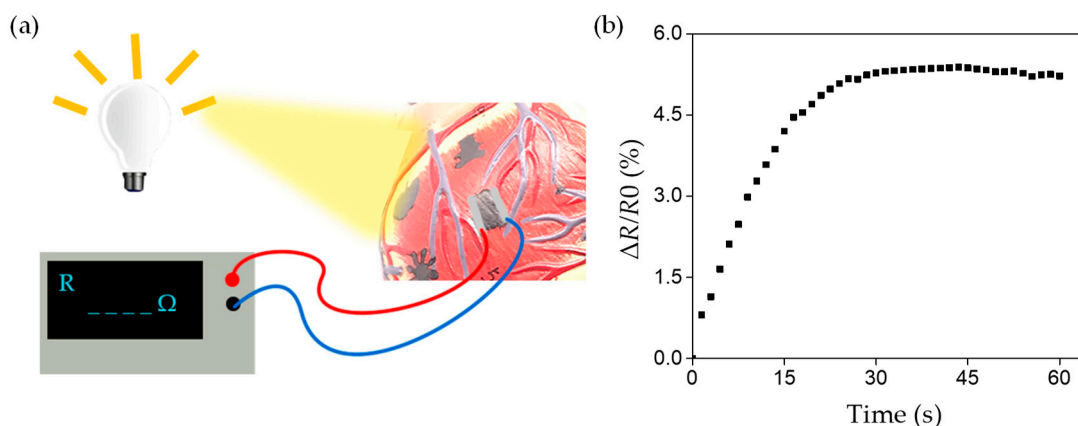 (a)
R
_ _ _ _ Ω
(b)
ΔR/R0 (%)
6.0
4.5
3.0
1.5
0.0
0
15
30
45
60
Time (s)